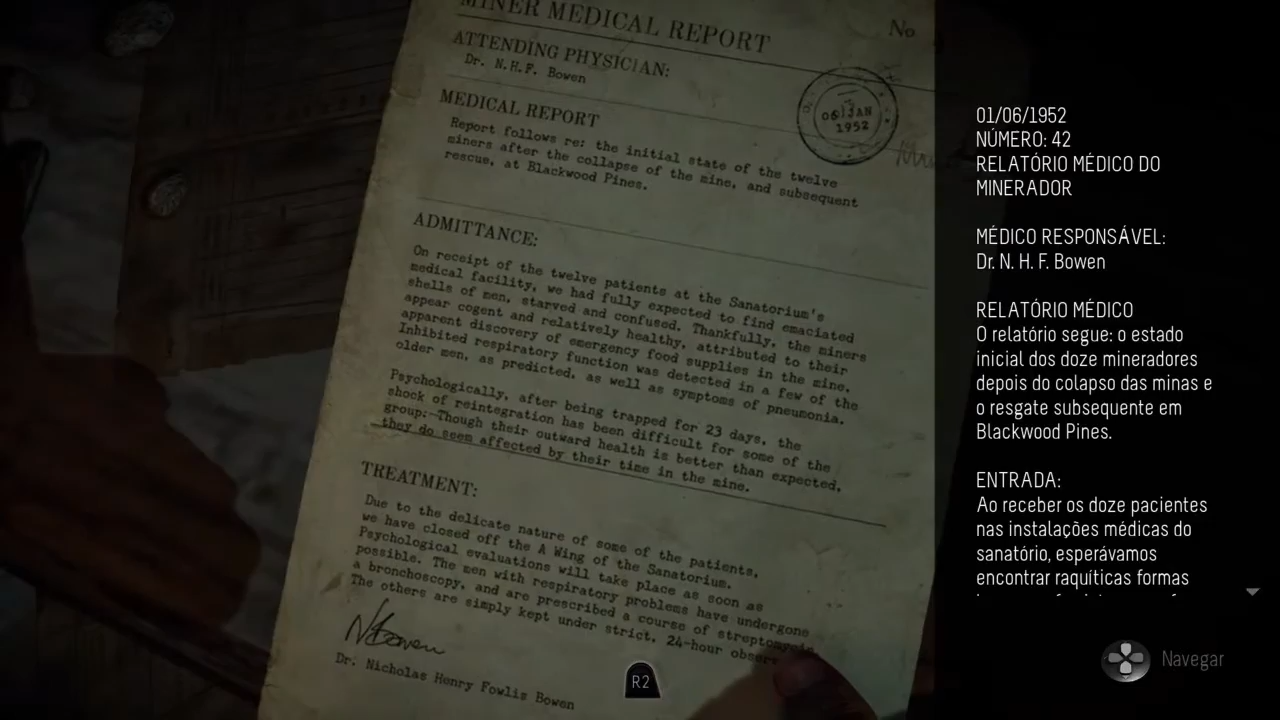 MINER MEDICAL REPORT
No
ATTENDING PHYSICIAN:
Dr. N.H.F. Bowen
06 JAN
1952
MEDICAL REPORT
Report follows re: the initial state of the twelve
miners after the collapse of the mine, and subsequent
rescue, at Blackwood Pines.
ADMITTANCE:
On receipt of the twelve patients at the Sanatorium's
medical facility, we had fully expected to find emaciated
shells of men, starved and confused. Thankfully, the miners
appear cogent and relatively healthy, attributed to their
apparent discovery of emergency food supplies in the mine.
Inhibited respiratory function was detected in a few of the
older men, as predicted, as well as symptoms of pneumonia.
Psychologically, after being trapped for 23 days, the
shock of reintegration has been difficult for some of the
group. Though their outward health is better than expected,
they do seem affected by their time in the mine.
TREATMENT:
Due to the delicate nature of some of the patients,
we have closed off the A Wing of the Sanatorium.
Psychological evaluations will take place as soon as
possible. The men with respiratory problems have undergone
a bronchoscopy, and are prescribed a course of streptomycin.
The others are simply kept under strict, 24-hour
NBowen
Dr. Nicholas Henry Fowlis Bowen
R2
01/06/1952
NÚMERO: 42
RELATÓRIO MÉDICO DO
MINERADOR
MÉDICO RESPONSÁVEL:
Dr. N. H. F. Bowen
RELATÓRIO MÉDICO
O relatório segue: o estado
inicial dos doze mineradores
depois do colapso das minas e
o resgate subsequente em
Blackwood Pines.
ENTRADA:
Ao receber os doze pacientes
nas instalações médicas do
sanatório, esperávamos
encontrar raquíticas formas
Navegar